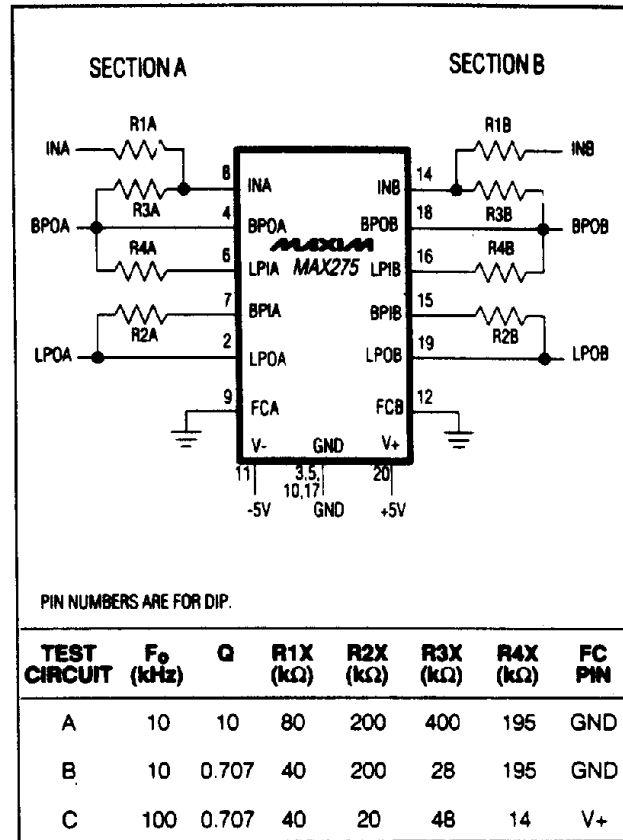 SECTION A SECTION B
R1A R1B
INA INB
8 INA INB 14
R3A R3B
BPOA 4 BPOA BPOB 18 BPOB
MAXIM
R4A 6 LPIA MAX275 LPIB 16 R4B
7 BPIA BPIB 15
R2A R2B
LPOA 2 LPOA LPOB 19 LPOB
9 FCA FCB 12
V- GND V+
11 3,5, 20
10,17
-5V GND +5V
PIN NUMBERS ARE FOR DIP.
TEST CIRCUIT Fo (kHz) Q R1X (kΩ) R2X (kΩ) R3X (kΩ) R4X (kΩ) FC PIN
A 10 10 80 200 400 195 GND
B 10 0.707 40 200 28 195 GND
C 100 0.707 40 20 48 14 V+